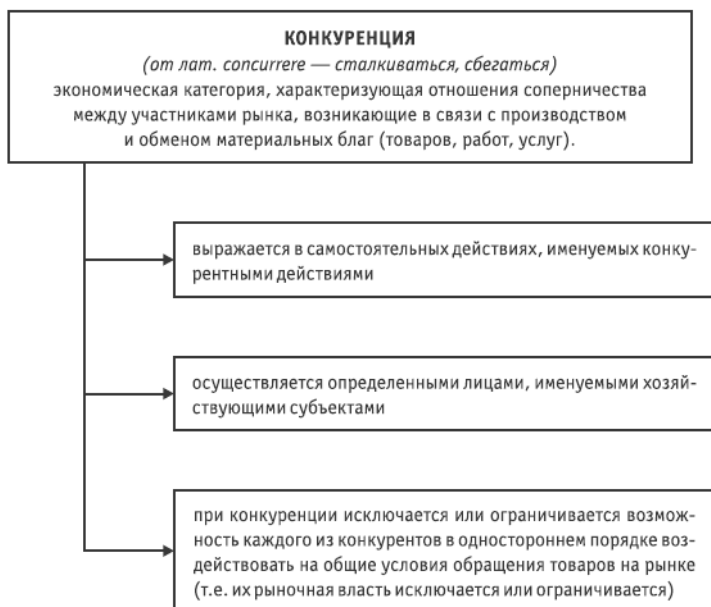 КОНКУРЕНЦИЯ
(от лат. concurrere — сталкиваться, сбегаться)
экономическая категория, характеризующая отношения соперничества
между участниками рынка, возникающие в связи с производством
и обменом материальных благ (товаров, работ, услуг).
выражается в самостоятельных действиях, именуемых конку-
рентными действиями
осуществляется определенными лицами, именуемыми хозяй-
ствующими субъектами
при конкуренции исключается или ограничивается возмож-
ность каждого из конкурентов в одностороннем порядке воз-
действовать на общие условия обращения товаров на рынке
(т.е. их рыночная власть исключается или ограничивается)